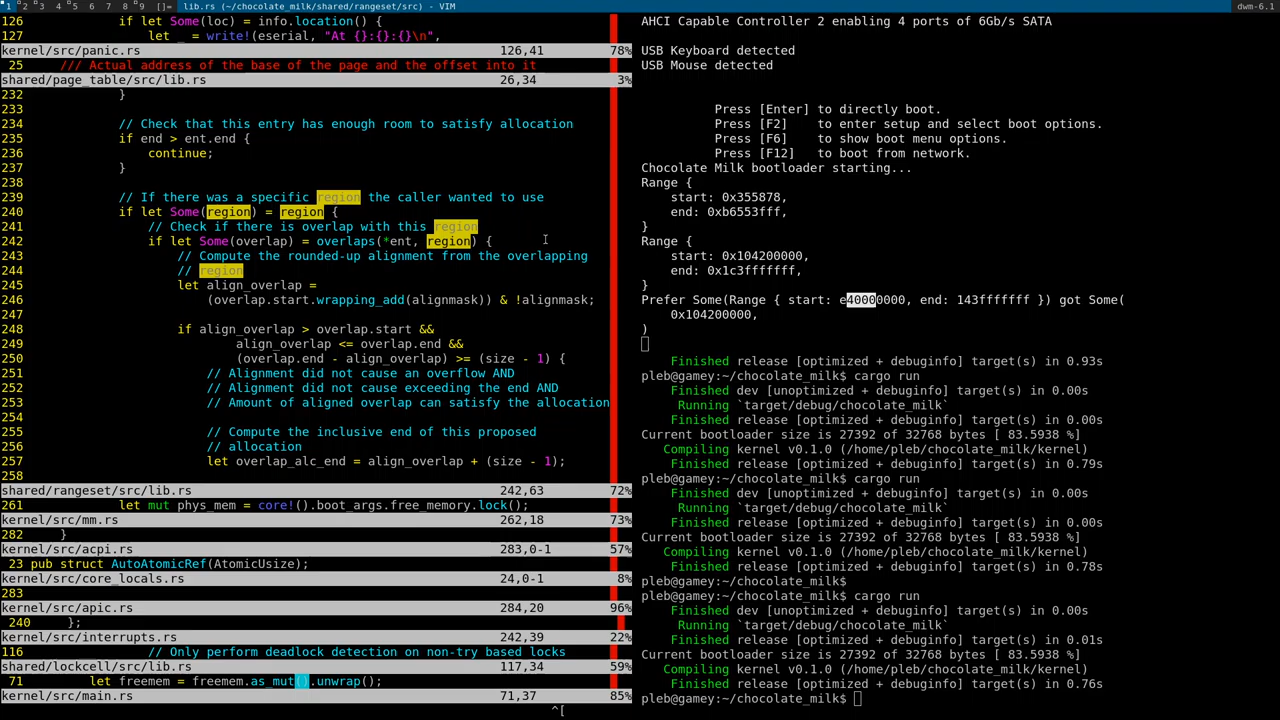 1 2 3 4 5 6 7 8 9 []= lib.rs (~/chocolate_milk/shared/rangeset/src) - VIM dwm-6.1
126 if let Some(loc) = info.location() {
127 let _ = write!(eserial, "At {}:{}:{}\n",
kernel/src/panic.rs 126,41 78%
25 /// Actual address of the base of the page and the offset into it
shared/page_table/src/lib.rs 26,34 3%
232 }
233
234 // Check that this entry has enough room to satisfy allocation
235 if end > ent.end {
236 continue;
237 }
238
239 // If there was a specific region the caller wanted to use
240 if let Some(region) = region {
241 // Check if there is overlap with this region
242 if let Some(overlap) = overlaps(*ent, region) {
243 // Compute the rounded-up alignment from the overlapping
244 // region
245 let align_overlap =
246 (overlap.start.wrapping_add(alignmask)) & !alignmask;
247
248 if align_overlap > overlap.start &&
249 align_overlap <= overlap.end &&
250 (overlap.end - align_overlap) >= (size - 1) {
251 // Alignment did not cause an overflow AND
252 // Alignment did not cause exceeding the end AND
253 // Amount of aligned overlap can satisfy the allocation
254
255 // Compute the inclusive end of this proposed
256 // allocation
257 let overlap_alc_end = align_overlap + (size - 1);
258
shared/rangeset/src/lib.rs 242,63 72%
261 let mut phys_mem = core!().boot_args.free_memory.lock();
kernel/src/mm.rs 262,18 73%
282 }
kernel/src/acpi.rs 283,0-1 57%
23 pub struct AutoAtomicRef(AtomicUsize);
kernel/src/core_locals.rs 24,0-1 8%
283
kernel/src/apic.rs 284,20 96%
240 };
kernel/src/interrupts.rs 242,39 22%
116 // Only perform deadlock detection on non-try based locks
shared/lockcell/src/lib.rs 117,34 59%
71 let freemem = freemem.as_mut().unwrap();
kernel/src/main.rs 71,37 85%
^[
AHCI Capable Controller 2 enabling 4 ports of 6Gb/s SATA
USB Keyboard detected
USB Mouse detected
Press [Enter] to directly boot.
Press [F2] to enter setup and select boot options.
Press [F6] to show boot menu options.
Press [F12] to boot from network.
Chocolate Milk bootloader starting...
Range {
start: 0x355878,
end: 0xb6553fff,
}
Range {
start: 0x104200000,
end: 0x1c3fffffff,
}
Prefer Some(Range { start: e40000000, end: 143fffffff }) got Some(
0x104200000,
)
Finished release [optimized + debuginfo] target(s) in 0.93s
pleb@gamey:~/chocolate_milk$ cargo run
Finished dev [unoptimized + debuginfo] target(s) in 0.00s
Running `target/debug/chocolate_milk`
Finished release [optimized + debuginfo] target(s) in 0.00s
Current bootloader size is 27392 of 32768 bytes [ 83.5938 %]
Compiling kernel v0.1.0 (/home/pleb/chocolate_milk/kernel)
Finished release [optimized + debuginfo] target(s) in 0.79s
pleb@gamey:~/chocolate_milk$ cargo run
Finished dev [unoptimized + debuginfo] target(s) in 0.00s
Running `target/debug/chocolate_milk`
Finished release [optimized + debuginfo] target(s) in 0.00s
Current bootloader size is 27392 of 32768 bytes [ 83.5938 %]
Compiling kernel v0.1.0 (/home/pleb/chocolate_milk/kernel)
Finished release [optimized + debuginfo] target(s) in 0.78s
pleb@gamey:~/chocolate_milk$
pleb@gamey:~/chocolate_milk$ cargo run
Finished dev [unoptimized + debuginfo] target(s) in 0.00s
Running `target/debug/chocolate_milk`
Finished release [optimized + debuginfo] target(s) in 0.01s
Current bootloader size is 27392 of 32768 bytes [ 83.5938 %]
Compiling kernel v0.1.0 (/home/pleb/chocolate_milk/kernel)
Finished release [optimized + debuginfo] target(s) in 0.76s
pleb@gamey:~/chocolate_milk$